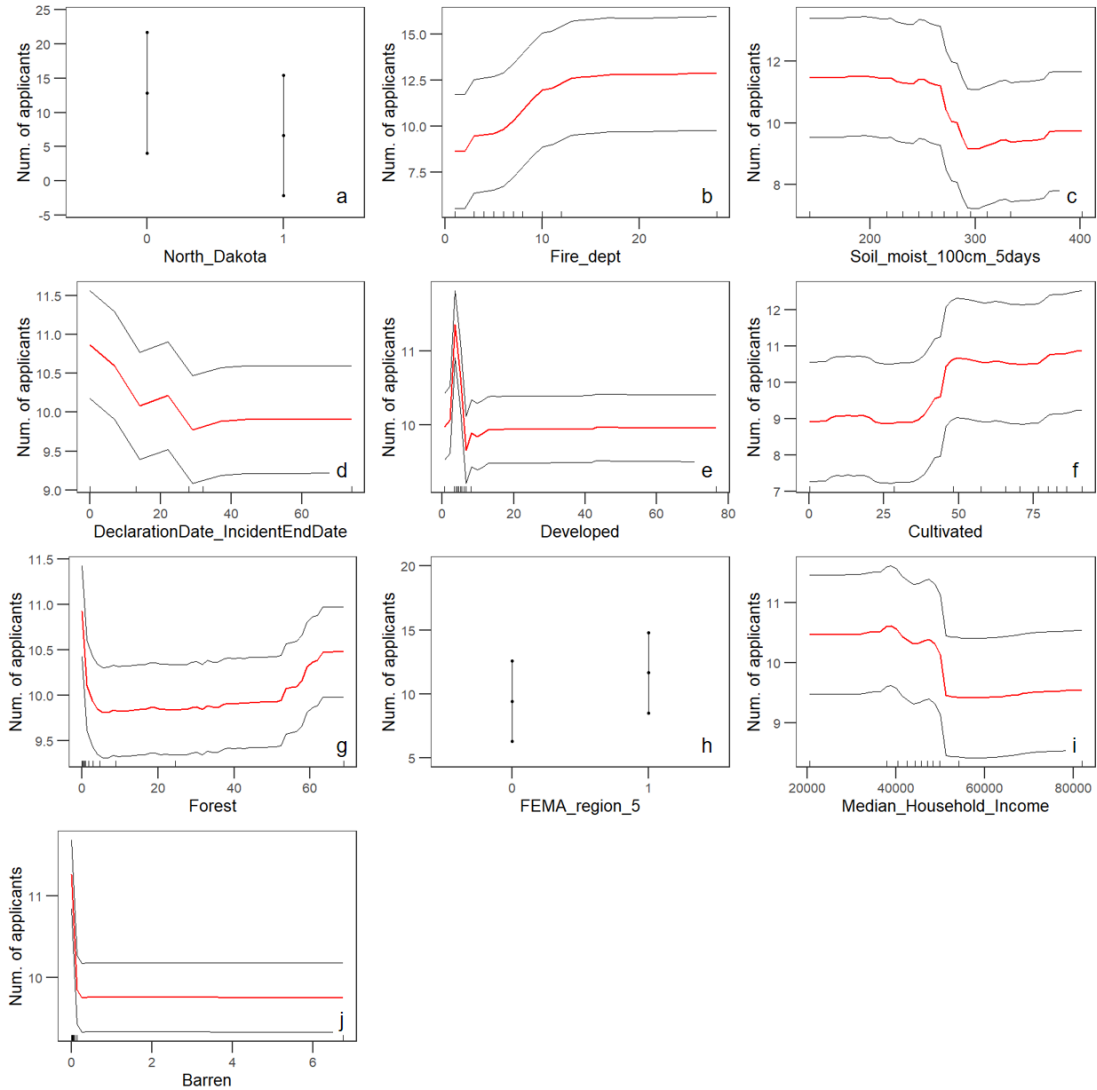 Num. of applicants
25
20
15
10
5
0
-5
0 1
a
North_Dakota
Num. of applicants
15.0
12.5
10.0
7.5
0 10 20
b
Fire_dept
Num. of applicants
12
10
8
200 300 400
c
Soil_moist_100cm_5days
Num. of applicants
11.5
11.0
10.5
10.0
9.5
9.0
0 20 40 60
d
DeclarationDate_IncidentEndDate
Num. of applicants
11
10
0 20 40 60 80
e
Developed
Num. of applicants
12
11
10
9
8
7
0 25 50 75
f
Cultivated
Num. of applicants
11.5
11.0
10.5
10.0
9.5
0 20 40 60
g
Forest
Num. of applicants
20
15
10
5
0 1
h
FEMA_region_5
Num. of applicants
11
10
9
20000 40000 60000 80000
i
Median_Household_Income
Num. of applicants
11
10
0 2 4 6
j
Barren